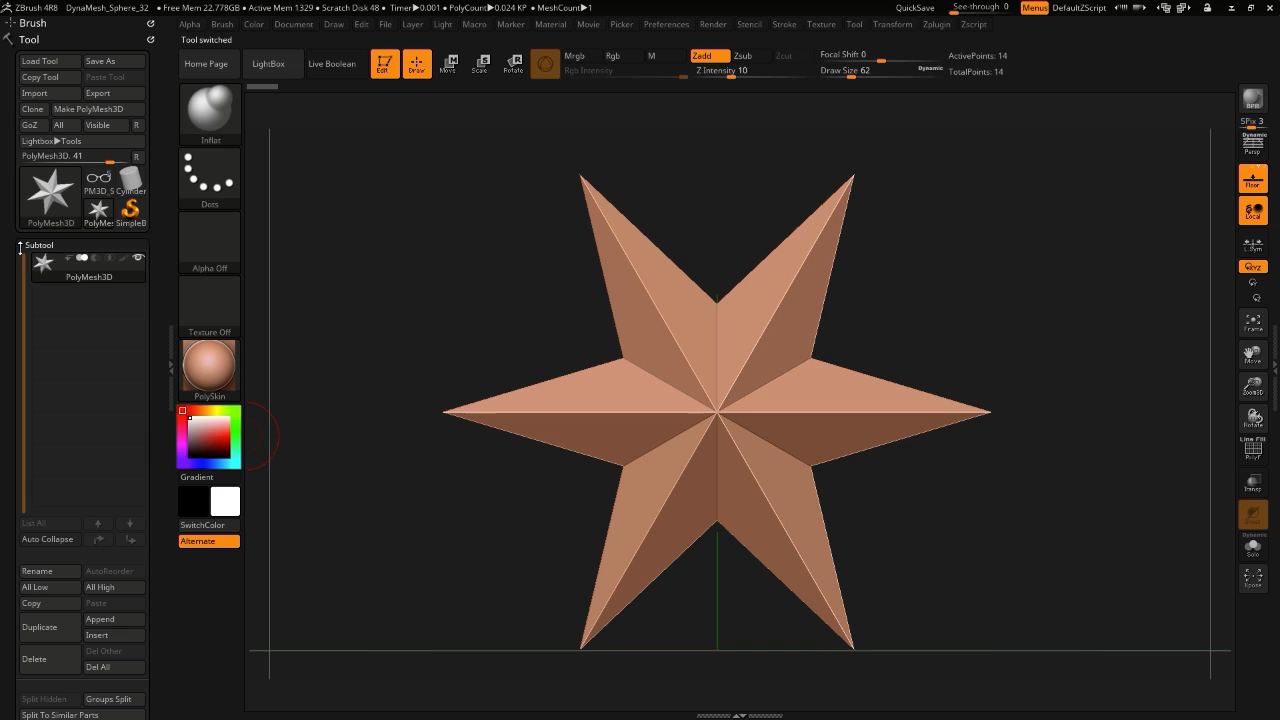 ZBrush 4R8 DynaMesh_Sphere_32 • Free Mem 22.778GB • Active Mem 1329 • Scratch Disk 48 • Timer▶0.001 • PolyCount▶0.024 KP • MeshCount▶1 QuickSave See-through 0 Menus DefaultZScript
Brush
Alpha Brush Color Document Draw Edit File Layer Light Macro Marker Material Movie Picker Preferences Render Stencil Stroke Texture Tool Transform Zplugin Zscript
Tool
Tool switched
Load Tool Save As
Copy Tool Paste Tool
Import Export
Clone Make PolyMesh3D
GoZ All Visible R
Lightbox▶Tools
PolyMesh3D. 41 R
PM3D_S Cylinder
PolyMesh3D PolyMe: SimpleB
Home Page LightBox Live Boolean
Edit Draw Move Scale Rotate
Mrgb Rgb M Zadd Zsub Zcut
Rgb Intensity Z Intensity 10
Focal Shift 0
Draw Size 62 Dynamic
ActivePoints: 14
TotalPoints: 14
Inflat
Dots
Alpha Off
Texture Off
PolySkin
Gradient
SwitchColor
Alternate
Subtool
PolyMesh3D
List All
Auto Collapse
Rename AutoReorder
All Low All High
Copy Paste
Duplicate Append
Insert
Delete Del Other
Del All
Split Hidden Groups Split
Split To Similar Parts
BPR
SPix 3
Dynamic
Persp
Floor
Local
L.Sym
XYZ
Frame
Move
Zoom3D
Rotate
Line Fill
PolyF
Transp
Dynamic
Solo
Xpose